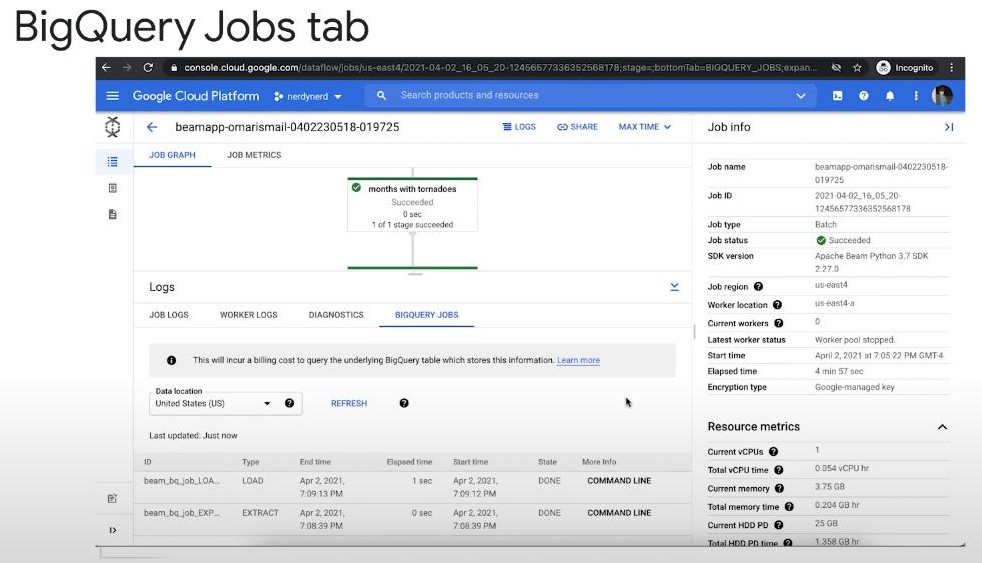 BigQuery Jobs tab
console.cloud.google.com/dataflow/jobs/us-east4/2021-04-02_16_05_20-12456577336352568178;stage=;bottomTab=BIGQUERY_JOBS;expan...
Incognito
Google Cloud Platform
nerdynerd
Search products and resources
beamapp-omarismail-0402230518-019725
LOGS
SHARE
MAX TIME
JOB GRAPH
JOB METRICS
months with tornadoes
Succeeded
0 sec
1 of 1 stage succeeded
Logs
JOB LOGS
WORKER LOGS
DIAGNOSTICS
BIGQUERY JOBS
This will incur a billing cost to query the underlying BigQuery table which stores this information. Learn more
Data location
United States (US)
REFRESH
Last updated: Just now
ID Type End time Elapsed time Start time State More Info
beam_bq_job_LOA... LOAD Apr 2, 2021, 1 sec Apr 2, 2021, DONE COMMAND LINE
7:09:13 PM 7:09:12 PM
beam_bq_job_EXP... EXTRACT Apr 2, 2021, 0 sec Apr 2, 2021, DONE COMMAND LINE
7:08:39 PM 7:08:39 PM
Job info
Job name beamapp-omarismail-0402230518-
019725
Job ID 2021-04-02_16_05_20-
12456577336352568178
Job type Batch
Job status Succeeded
SDK version Apache Beam Python 3.7 SDK
2.27.0
Job region us-east4
Worker location us-east4-a
Current workers 0
Latest worker status Worker pool stopped.
Start time April 2, 2021 at 7:05:22 PM GMT-4
Elapsed time 4 min 57 sec
Encryption type Google-managed key
Resource metrics
Current vCPUs 1
Total vCPU time 0.054 vCPU hr
Current memory 3.75 GB
Total memory time 0.204 GB hr
Current HDD PD 25 GB
Total HDD PD time 1.358 GB hr